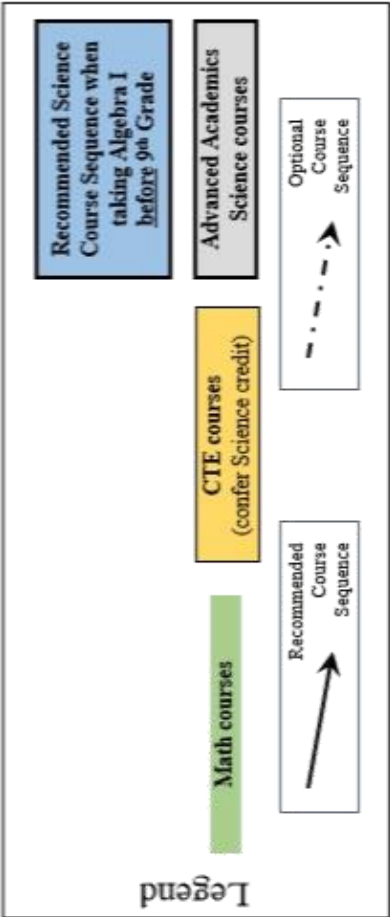 Legend
Recommended Science
Course Sequence when
taking Algebra I
before 9th Grade
Math courses
CTE courses
(confer Science credit)
Advanced Academics
Science courses
Recommended
Course
Sequence
Optional
Course
Sequence